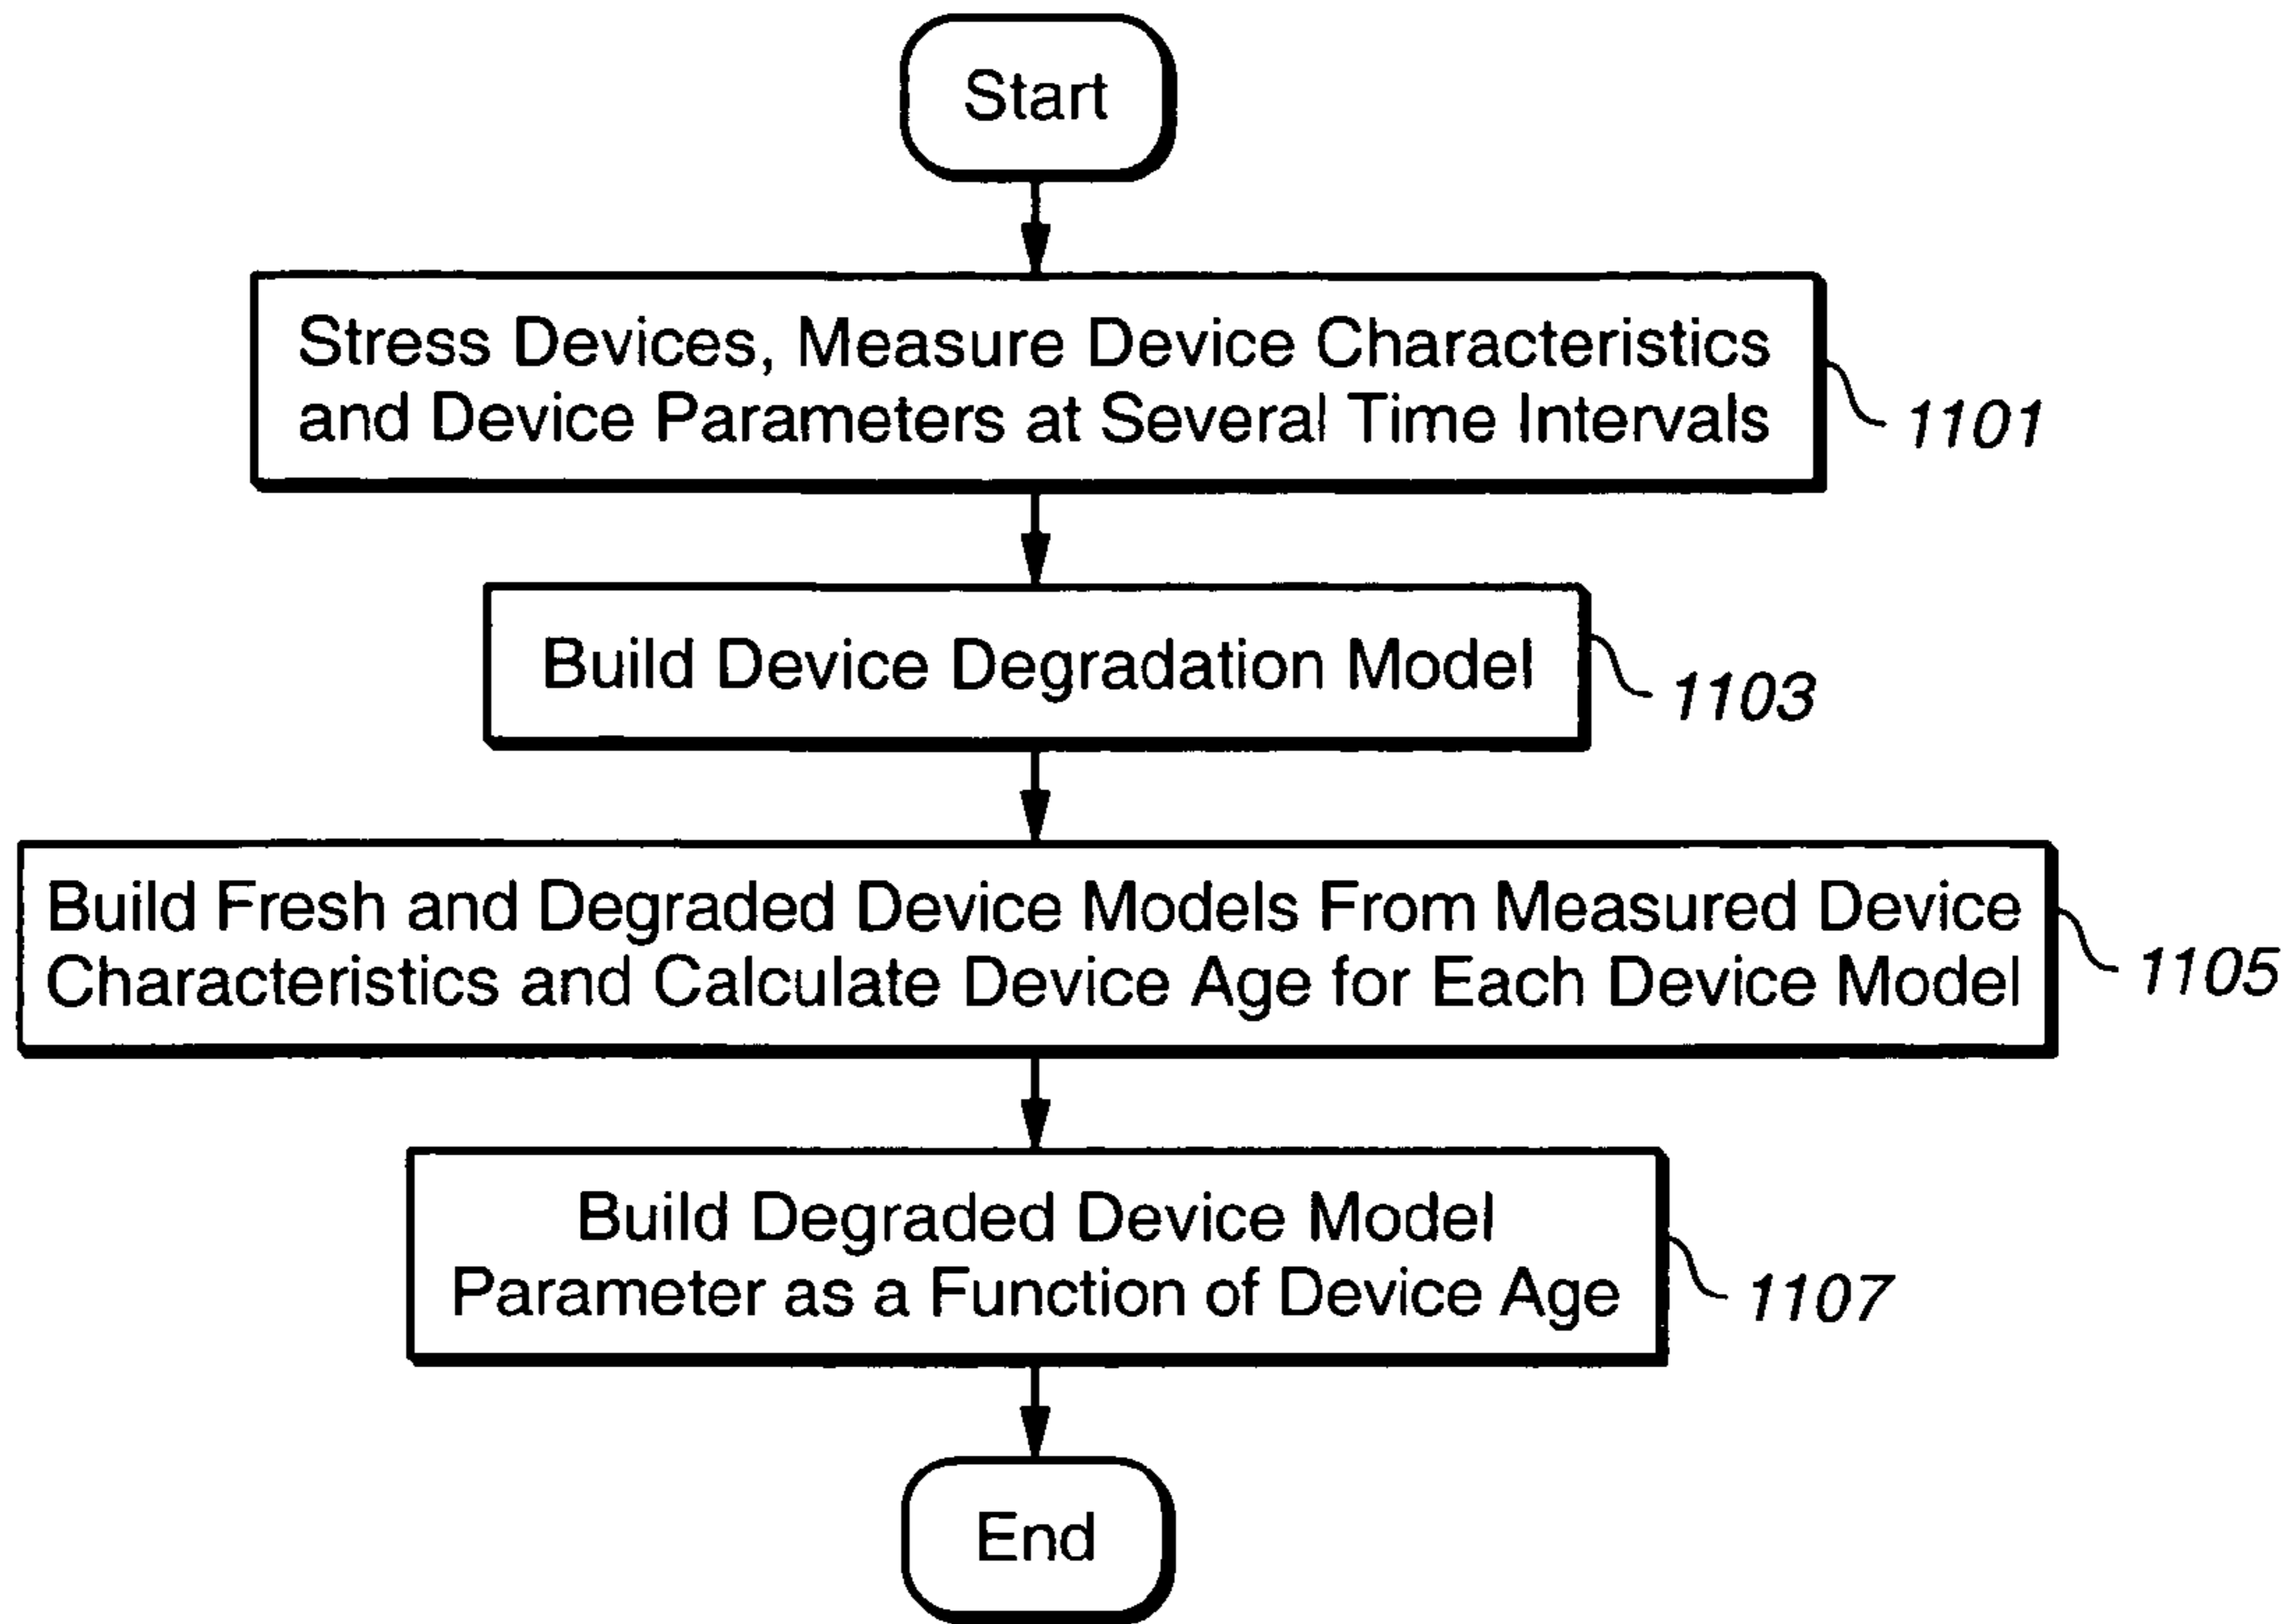 Start
Stress Devices, Measure Device Characteristics
and Device Parameters at Several Time Intervals
1101
Build Device Degradation Model
1103
Build Fresh and Degraded Device Models From Measured Device
Characteristics and Calculate Device Age for Each Device Model
1105
Build Degraded Device Model
Parameter as a Function of Device Age
1107
End